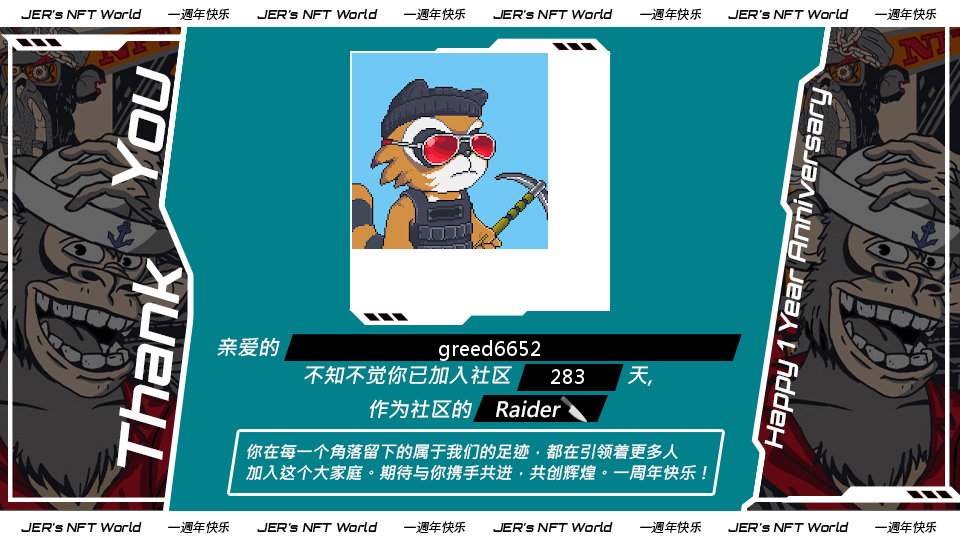 JER's NFT World 一週年快乐 JER's NFT World 一週年快乐 JER's NFT World 一週年快乐 JER's NFT World 一週年快乐
Thank You
Happy 1 Year Anniversary
亲爱的 greed6652
不知不觉你已加入社区 283 天,
作为社区的 Raider🔪
你在每一个角落留下的属于我们的足迹，都在引领着更多人
加入这个大家庭。期待与你携手共进，共创辉煌。一周年快乐！
JER's NFT World 一週年快乐 JER's NFT World 一週年快乐 JER's NFT World 一週年快乐 JER's NFT World 一週年快乐